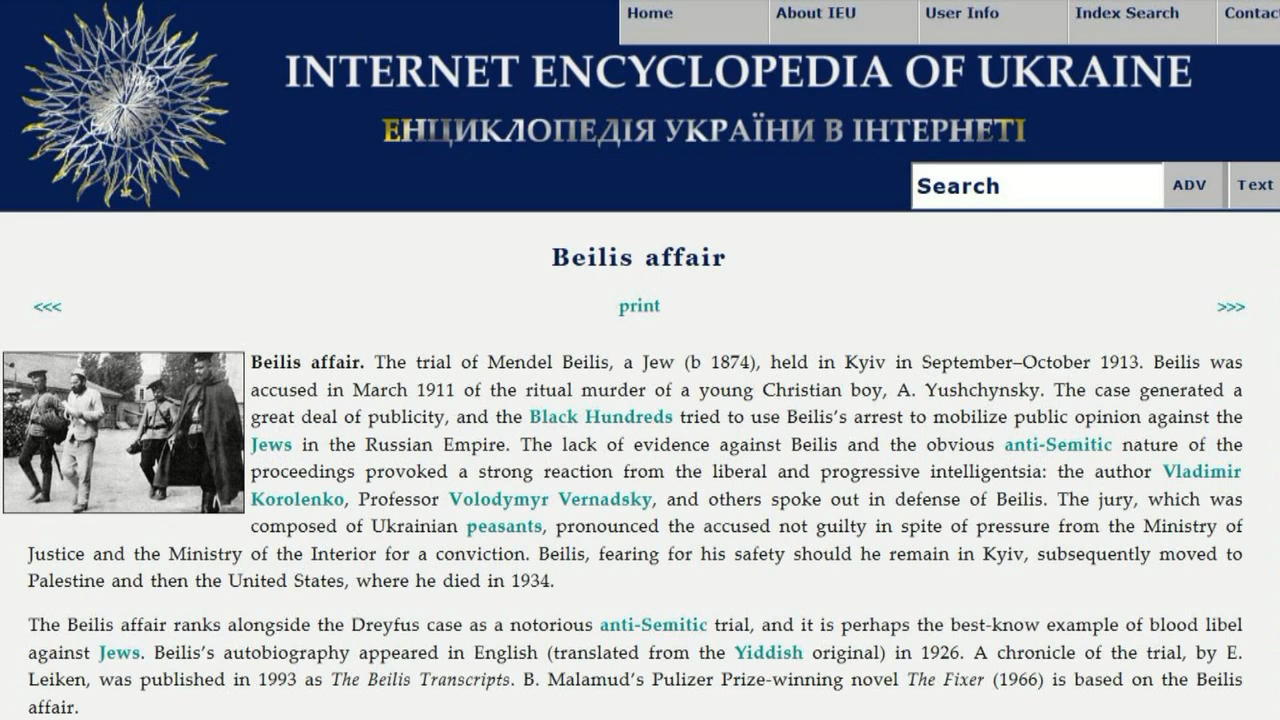 Home About IEU User Info Index Search Contac
INTERNET ENCYCLOPEDIA OF UKRAINE
ЕНЦИКЛОПЕДІЯ УКРАЇНИ В ІНТЕРНЕТІ
Search ADV Text
Beilis affair
<<< print >>>
Beilis affair. The trial of Mendel Beilis, a Jew (b 1874), held in Kyiv in September–October 1913. Beilis was
accused in March 1911 of the ritual murder of a young Christian boy, A. Yushchynsky. The case generated a
great deal of publicity, and the Black Hundreds tried to use Beilis's arrest to mobilize public opinion against the
Jews in the Russian Empire. The lack of evidence against Beilis and the obvious anti-Semitic nature of the
proceedings provoked a strong reaction from the liberal and progressive intelligentsia: the author Vladimir
Korolenko, Professor Volodymyr Vernadsky, and others spoke out in defense of Beilis. The jury, which was
composed of Ukrainian peasants, pronounced the accused not guilty in spite of pressure from the Ministry of
Justice and the Ministry of the Interior for a conviction. Beilis, fearing for his safety should he remain in Kyiv, subsequently moved to
Palestine and then the United States, where he died in 1934.
The Beilis affair ranks alongside the Dreyfus case as a notorious anti-Semitic trial, and it is perhaps the best-know example of blood libel
against Jews. Beilis's autobiography appeared in English (translated from the Yiddish original) in 1926. A chronicle of the trial, by E.
Leiken, was published in 1993 as The Beilis Transcripts. B. Malamud's Pulizer Prize-winning novel The Fixer (1966) is based on the Beilis
affair.